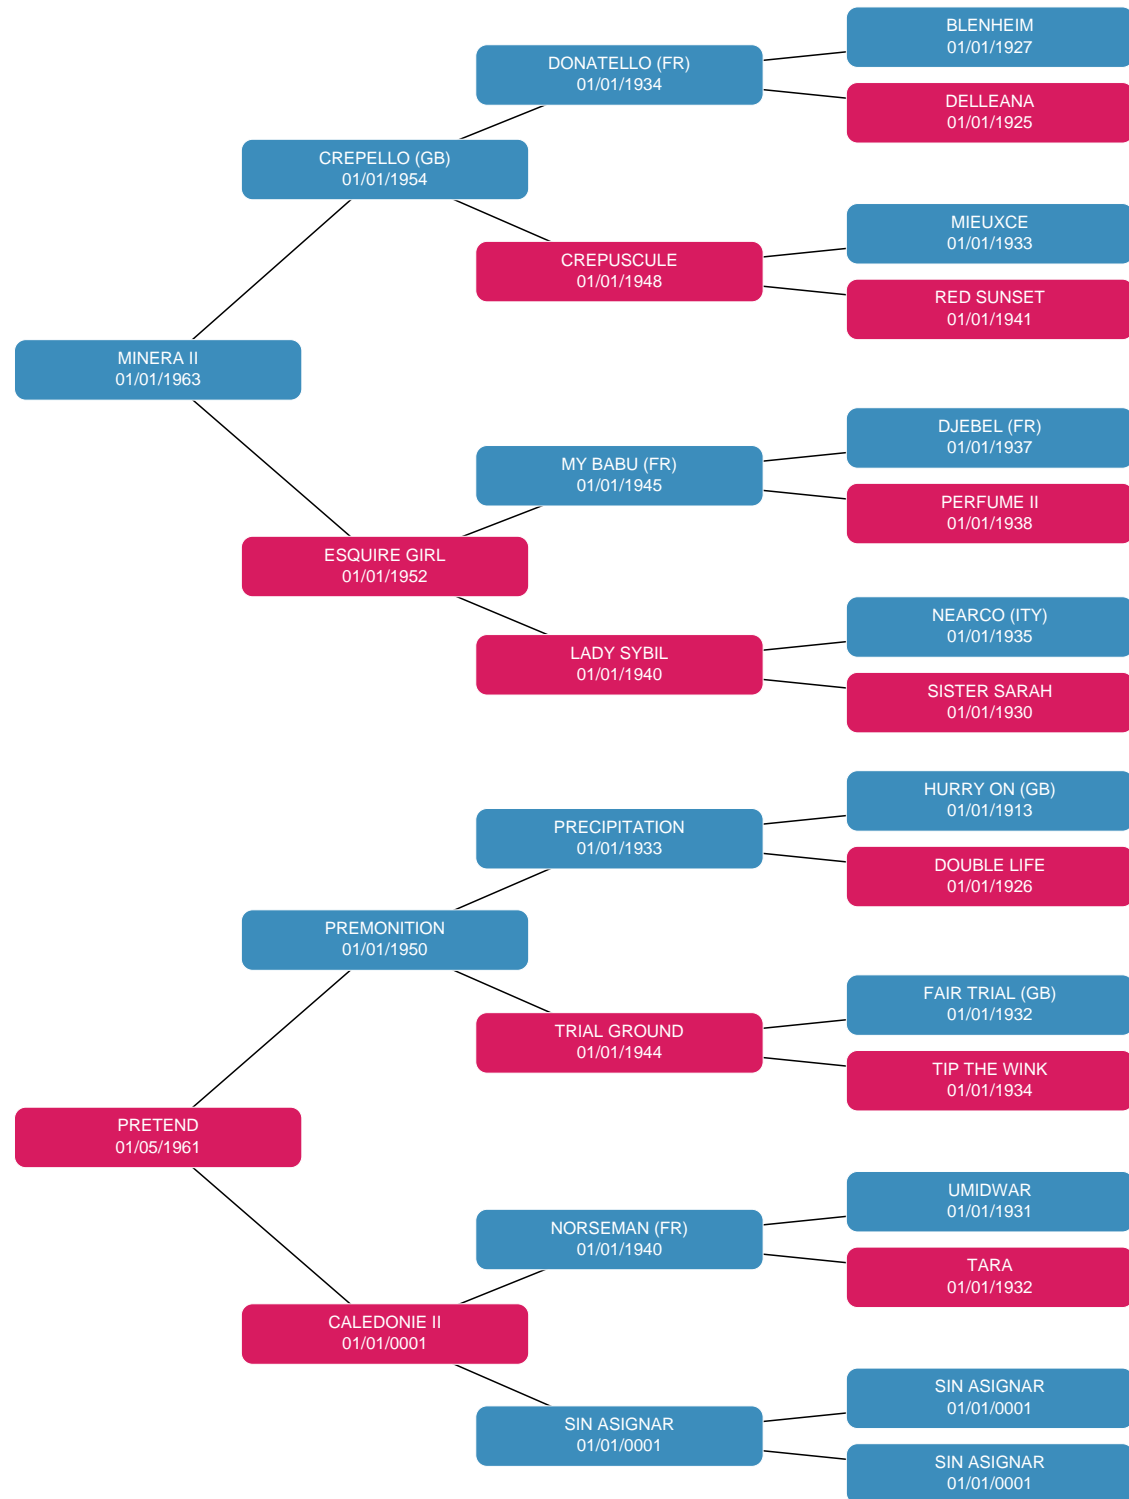 BLENHEIM
01/01/1927
DONATELLO (FR)
01/01/1934
DELLEANA
01/01/1925
CREPELLO (GB)
01/01/1954
MIEUXCE
01/01/1933
CREPUSCULE
01/01/1948
RED SUNSET
01/01/1941
MINERA II
01/01/1963
DJEBEL (FR)
01/01/1937
MY BABU (FR)
01/01/1945
PERFUME II
01/01/1938
ESQUIRE GIRL
01/01/1952
NEARCO (ITY)
01/01/1935
LADY SYBIL
01/01/1940
SISTER SARAH
01/01/1930
HURRY ON (GB)
01/01/1913
PRECIPITATION
01/01/1933
DOUBLE LIFE
01/01/1926
PREMONITION
01/01/1950
FAIR TRIAL (GB)
01/01/1932
TRIAL GROUND
01/01/1944
TIP THE WINK
01/01/1934
PRETEND
01/05/1961
UMIDWAR
01/01/1931
NORSEMAN (FR)
01/01/1940
TARA
01/01/1932
CALEDONIE II
01/01/0001
SIN ASIGNAR
01/01/0001
SIN ASIGNAR
01/01/0001
SIN ASIGNAR
01/01/0001